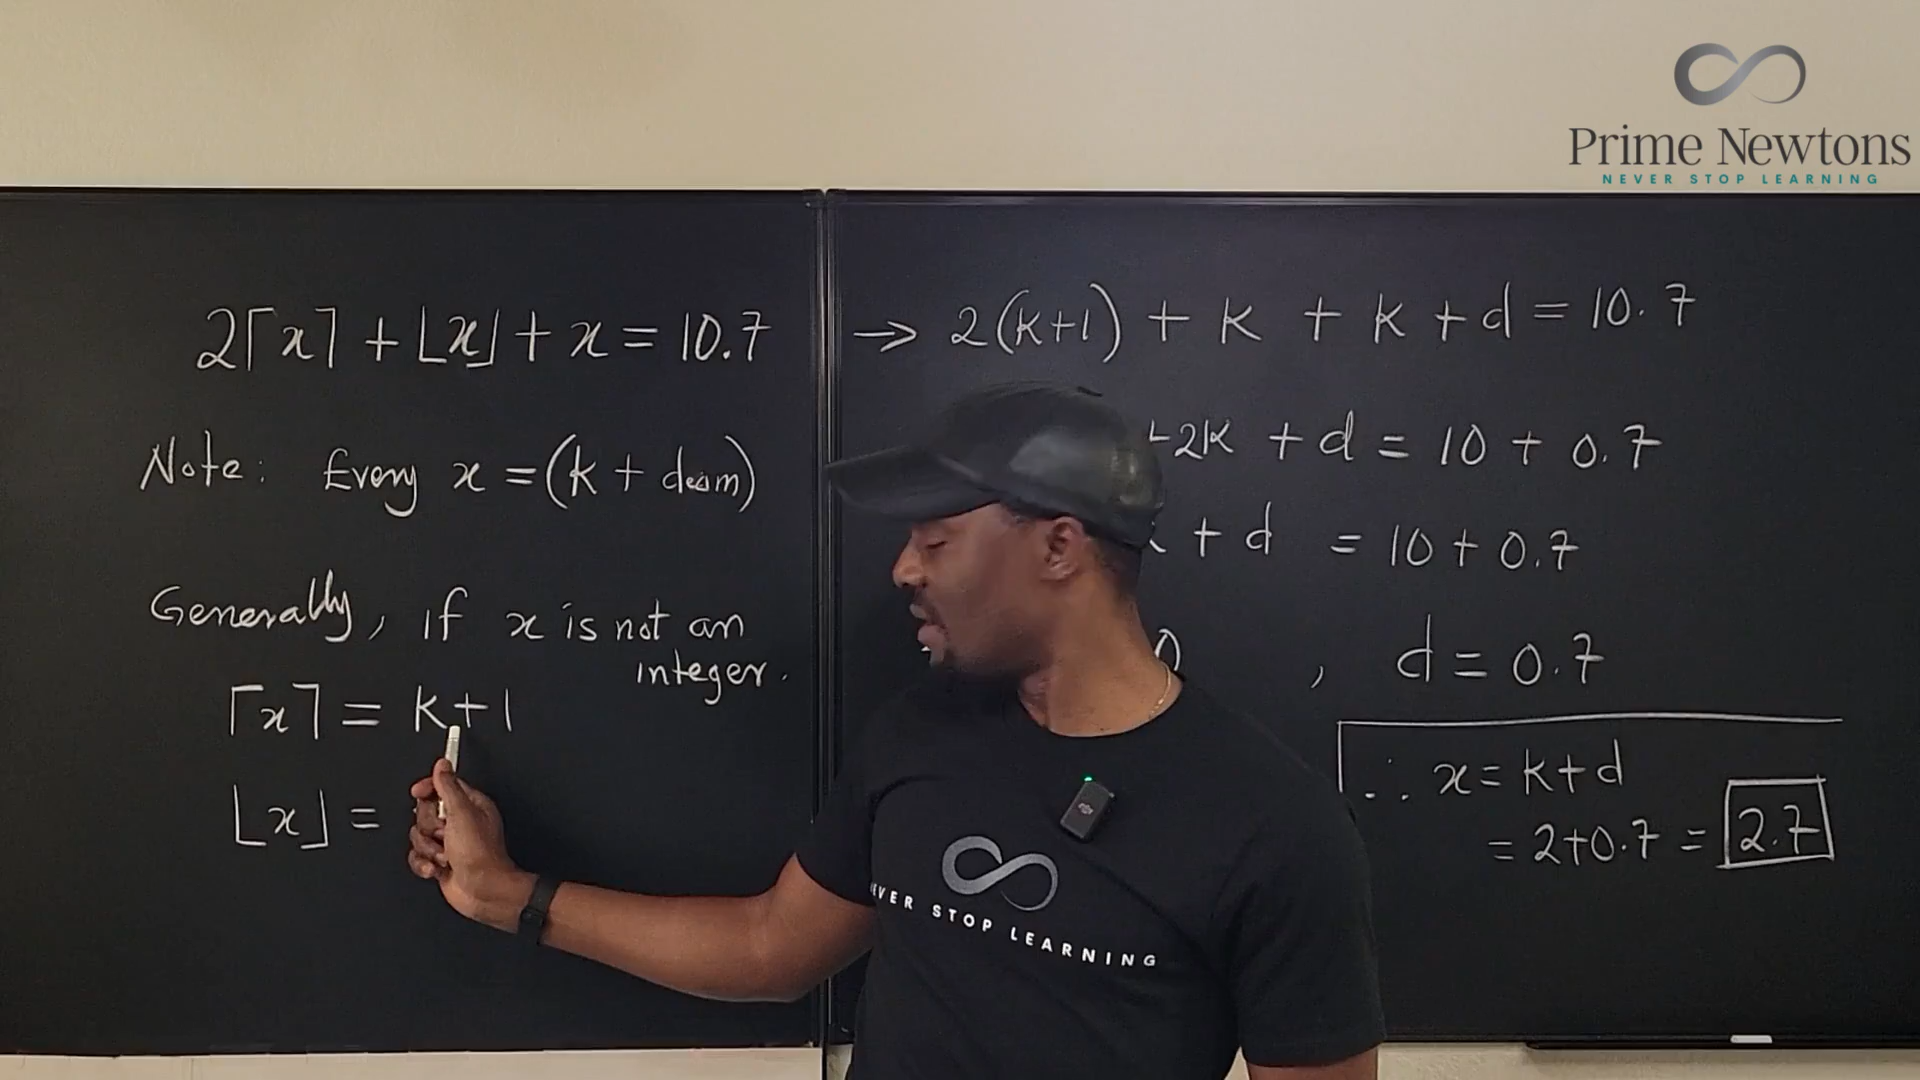 Prime Newtons
NEVER STOP LEARNING
2⌈x⌉ + ⌊x⌋ + x = 10.7
Note: Every x = (k + decim)
Generally, if x is not an
integer.
⌈x⌉ = k+1
⌊x⌋ =
→ 2(k+1) + k + k + d = 10.7
+2k + d = 10 + 0.7
+ d = 10 + 0.7
, d = 0.7
∴ x = k+d
= 2+0.7 = 2.7
NEVER STOP LEARNING